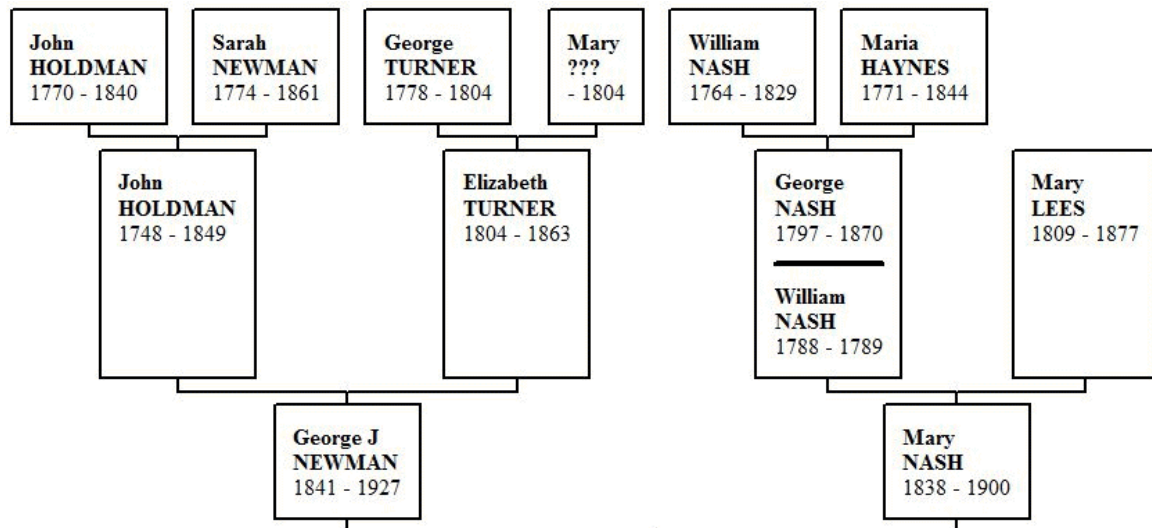 John
HOLDMAN
1770 - 1840
Sarah
NEWMAN
1774 - 1861
George
TURNER
1778 - 1804
Mary
???
- 1804
William
NASH
1764 - 1829
Maria
HAYNES
1771 - 1844
John
HOLDMAN
1748 - 1849
Elizabeth
TURNER
1804 - 1863
George
NASH
1797 - 1870
William
NASH
1788 - 1789
Mary
LEES
1809 - 1877
George J
NEWMAN
1841 - 1927
Mary
NASH
1838 - 1900